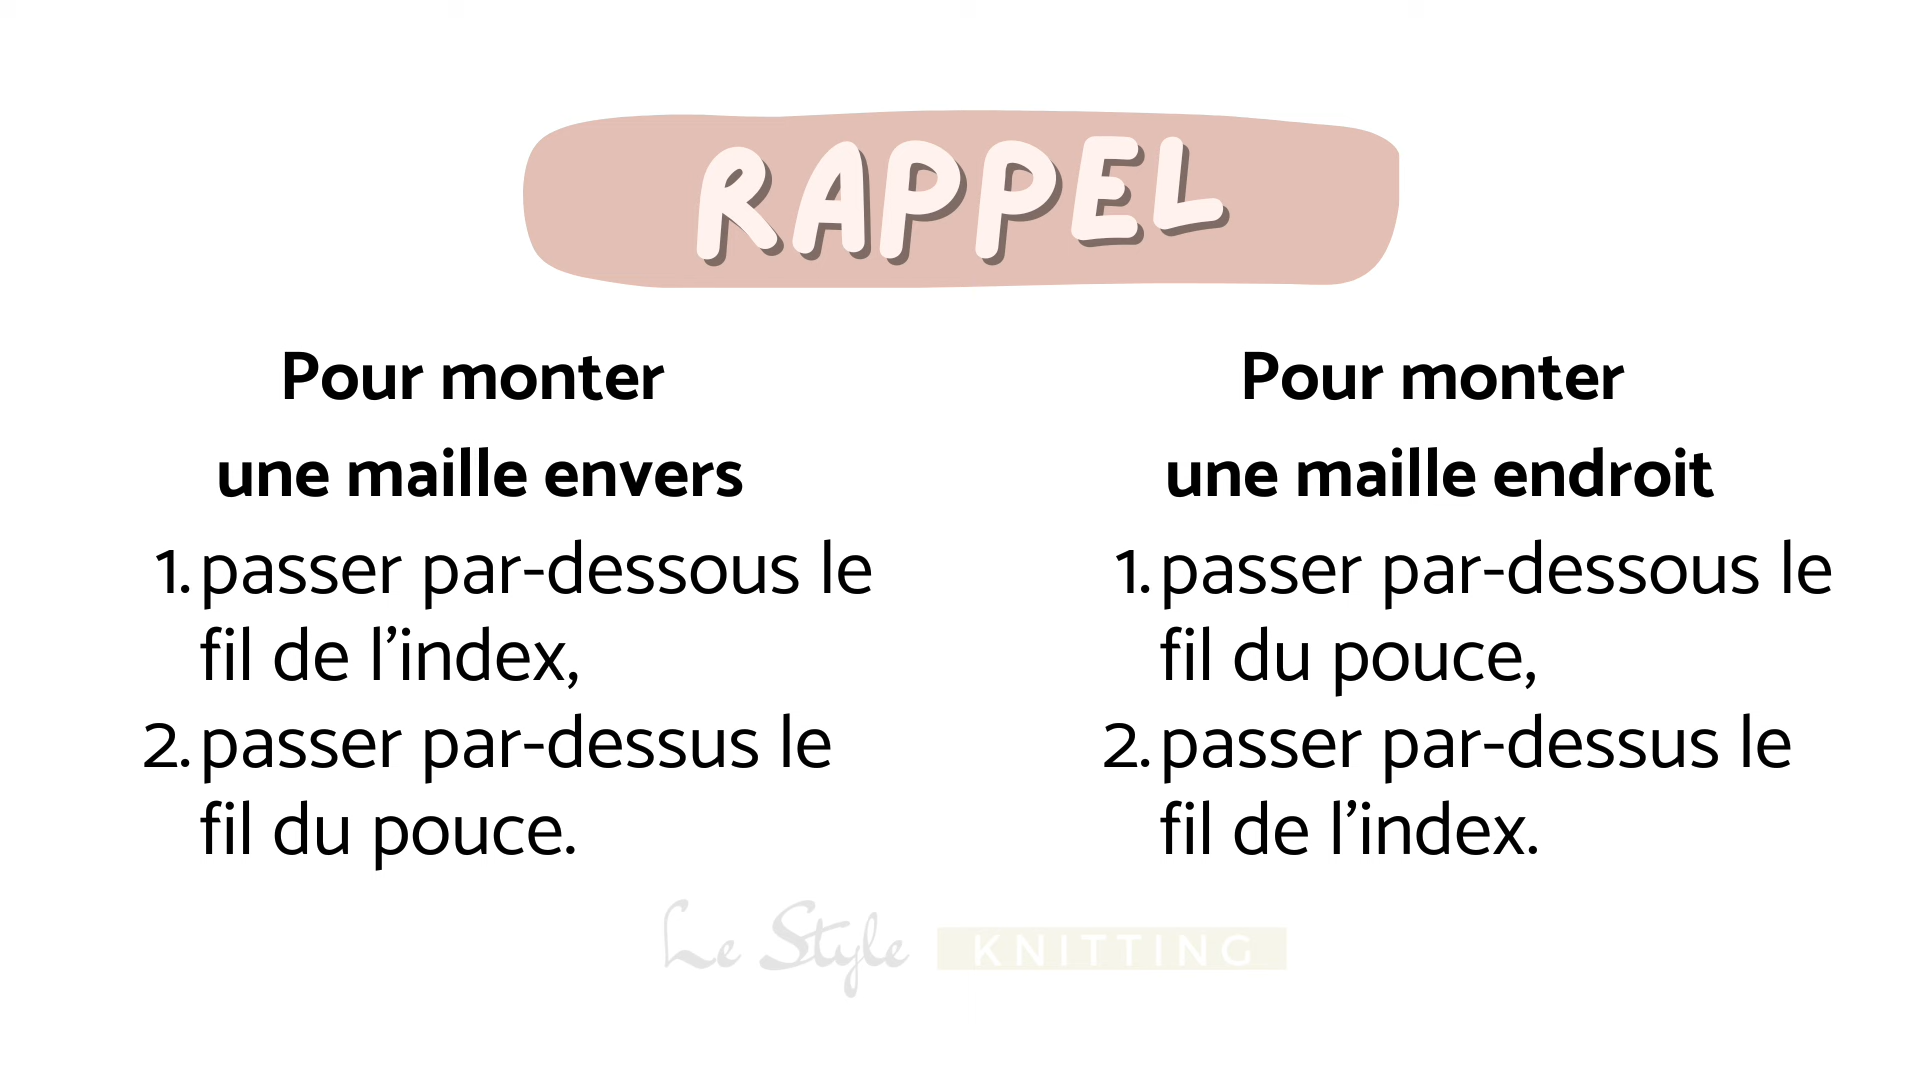 RAPPEL
Pour monter
une maille envers
1. passer par-dessous le
fil de l’index,
2. passer par-dessus le
fil du pouce.
Pour monter
une maille endroit
1. passer par-dessous le
fil du pouce,
2. passer par-dessus le
fil de l’index.
Le Style KNITTING